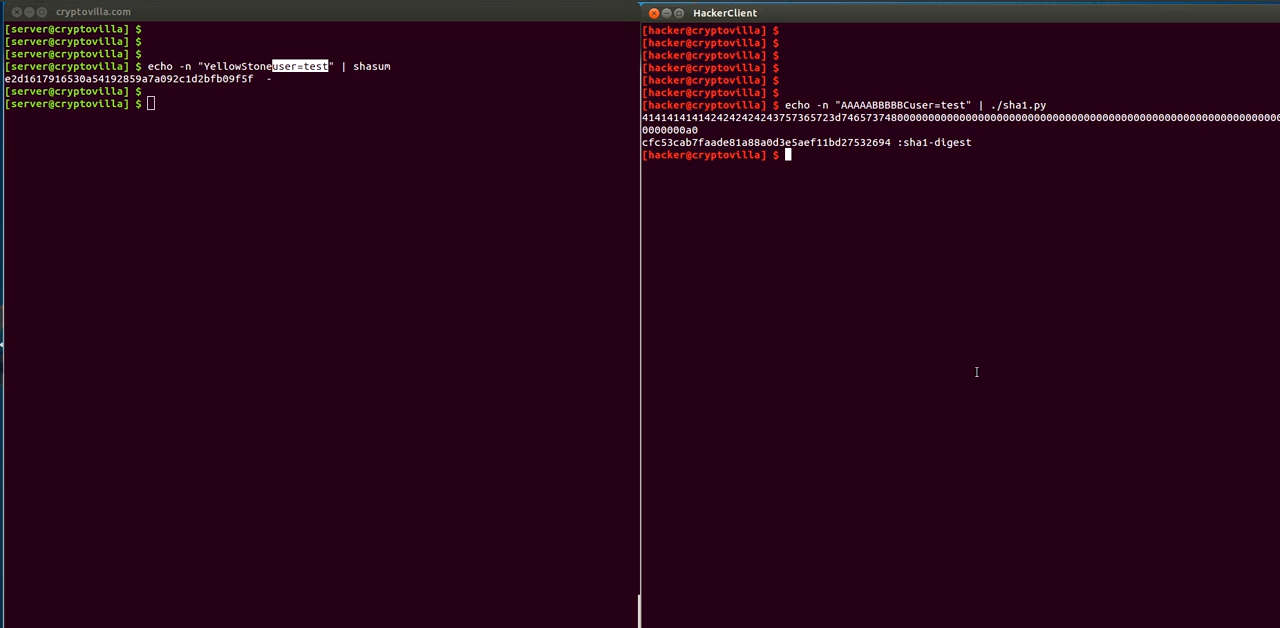 cryptovilla.com
[server@cryptovilla] $
[server@cryptovilla] $
[server@cryptovilla] $
[server@cryptovilla] $ echo -n "YellowStoneuser=test" | shasum
e2d1617916530a54192859a7a092c1d2bfb09f5f  -
[server@cryptovilla] $
[server@cryptovilla] $
HackerClient
[hacker@cryptovilla] $
[hacker@cryptovilla] $
[hacker@cryptovilla] $
[hacker@cryptovilla] $
[hacker@cryptovilla] $
[hacker@cryptovilla] $
[hacker@cryptovilla] $ echo -n "AAAAABBBBBCuser=test" | ./sha1.py
4141414141424242424243757365723d746573748000000000000000000000000000000000000000000000000000000000000000
0000000a0
cfc53cab7faade81a88a0d3e5aef11bd27532694 :sha1-digest
[hacker@cryptovilla] $